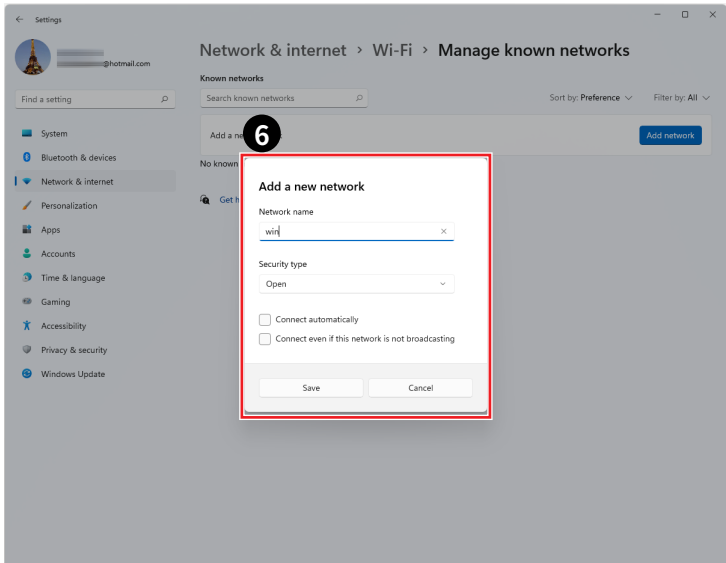 Settings
@hotmail.com
Find a setting
System
Bluetooth & devices
Network & internet
Personalization
Apps
Accounts
Time & language
Gaming
Accessibility
Privacy & security
Windows Update
Network & internet > Wi-Fi > Manage known networks
Known networks
Search known networks
Sort by: Preference
Filter by: All
Add a
6
Add network
No known
Get
Add a new network
Network name
win
Security type
Open
Connect automatically
Connect even if this network is not broadcasting
Save
Cancel